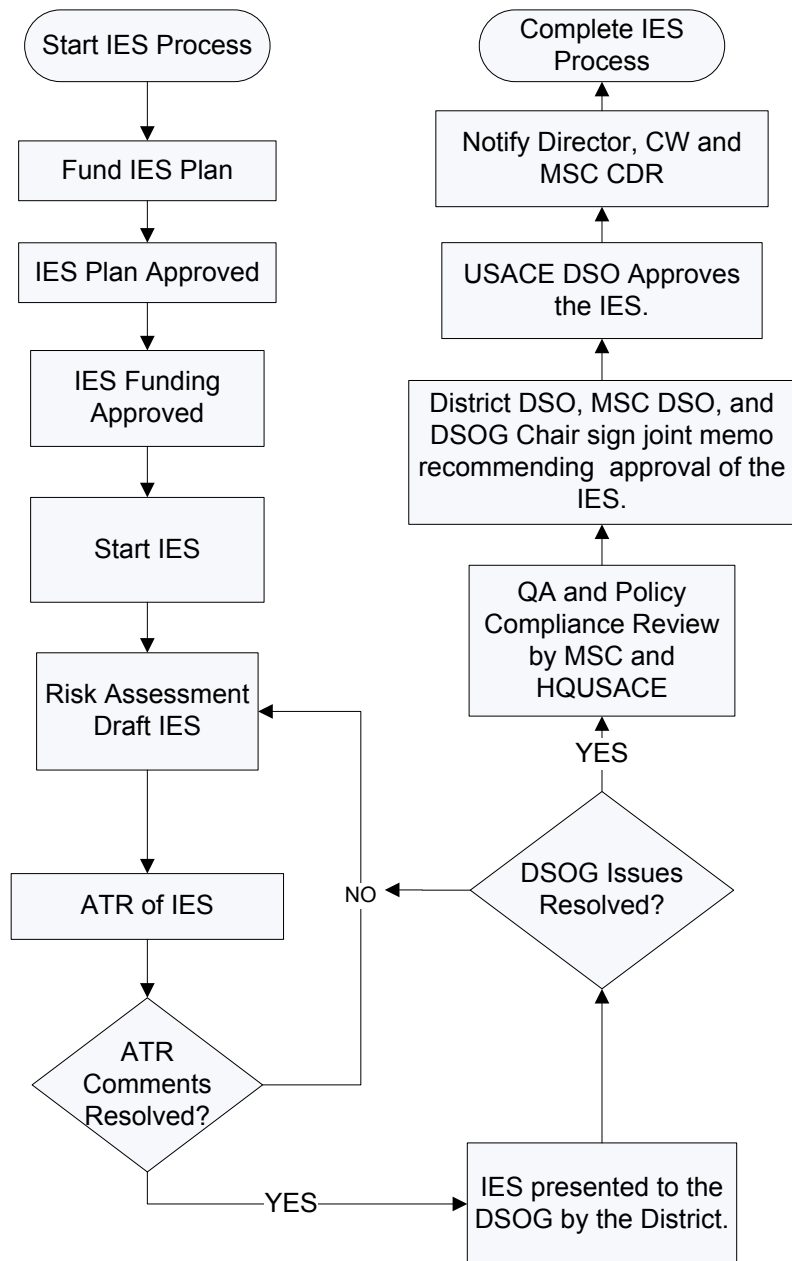 Start IES Process
Fund IES Plan
IES Plan Approved
IES Funding
Approved
Start IES
Risk Assessment
Draft IES
ATR of IES
ATR
Comments
Resolved?
NO
YES
IES presented to the
DSOG by the District.
DSOG Issues
Resolved?
YES
QA and Policy
Compliance Review
by MSC and
HQUSACE
District DSO, MSC DSO, and
DSOG Chair sign joint memo
recommending approval of the
IES.
USACE DSO Approves
the IES.
Notify Director, CW and
MSC CDR
Complete IES
Process